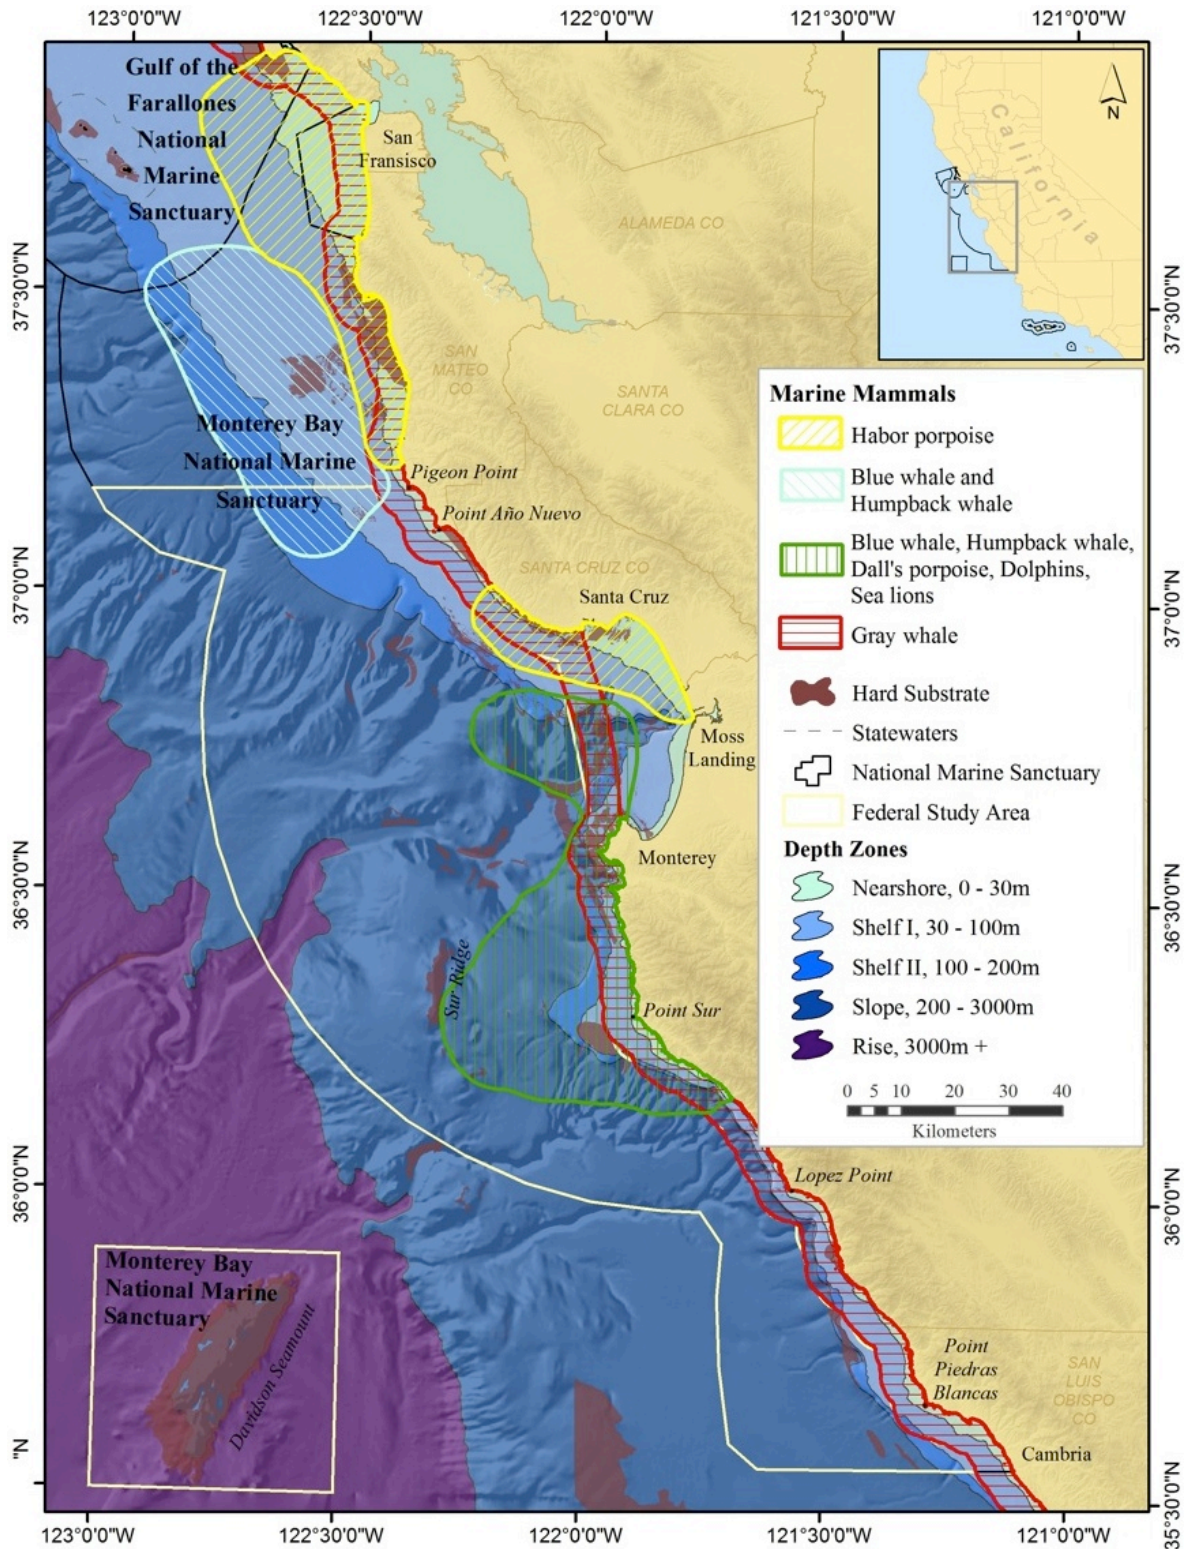 123°0'0"W
122°30'0"W
122°0'0"W
121°30'0"W
121°0'0"W
Gulf of the
Farallones
National
Marine
Sanctuary
San
Fransisco
ALAMEDA CO
California
N
37°30'0"N
37°30'0"N
SAN
MATEO
CO
SANTA
CLARA CO
Monterey Bay
National Marine
Sanctuary
Pigeon Point
Point Año Nuevo
SANTA CRUZ CO
Santa Cruz
37°0'0"N
37°0'0"N
Moss
Landing
Monterey
36°30'0"N
36°30'0"N
Sur Ridge
Point Sur
Marine Mammals
Habor porpoise
Blue whale and
Humpback whale
Blue whale, Humpback whale,
Dall's porpoise, Dolphins,
Sea lions
Gray whale
Hard Substrate
Statewaters
National Marine Sanctuary
Federal Study Area
Depth Zones
Nearshore, 0 - 30m
Shelf I, 30 - 100m
Shelf II, 100 - 200m
Slope, 200 - 3000m
Rise, 3000m +
0 5 10 20 30 40
Kilometers
Lopez Point
36°0'0"N
36°0'0"N
Monterey Bay
National Marine
Sanctuary
Davidson Seamount
Point
Piedras
Blancas
SAN
LUIS
OBISPO
CO
Cambria
"N
35°30'0"N
123°0'0"W
122°30'0"W
122°0'0"W
121°30'0"W
121°0'0"W